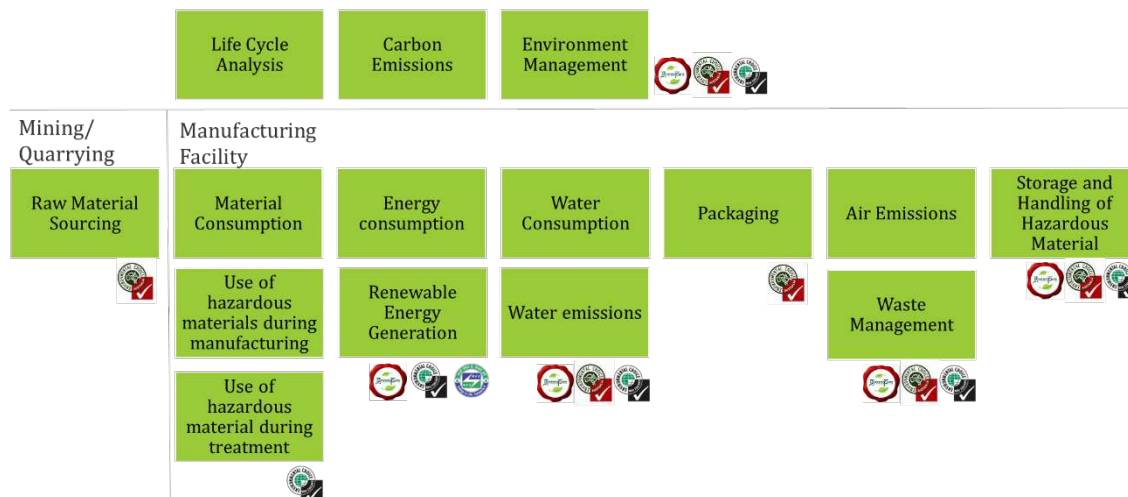 Life Cycle
Analysis
Carbon
Emissions
Environment
Management
Mining/
Quarrying
Manufacturing
Facility
Raw Material
Sourcing
Material
Consumption
Energy
consumption
Water
Consumption
Packaging
Air Emissions
Storage and
Handling of
Hazardous
Material
Use of
hazardous
materials during
manufacturing
Renewable
Energy
Generation
Water emissions
Waste
Management
Use of
hazardous
material during
treatment